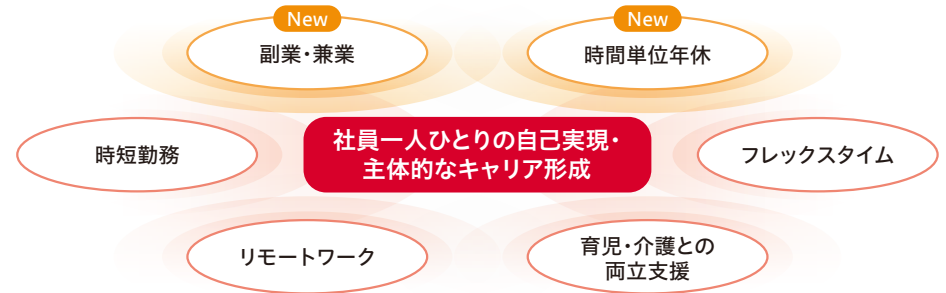 New
副業・兼業
New
時間単位年休
時短勤務
社員一人ひとりの自己実現・
主体的なキャリア形成
フレックスタイム
リモートワーク
育児・介護との
両立支援